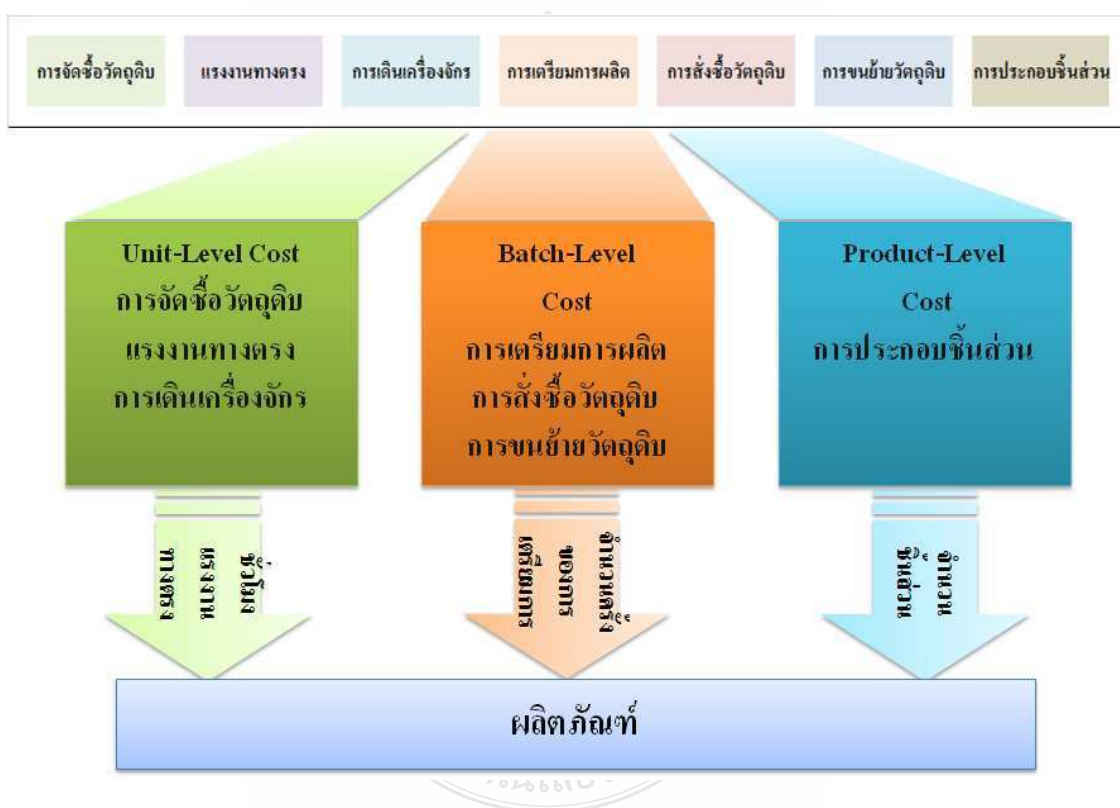 การจัดซื้อวัตถุดิบ
แรงงานทางตรง
การเดินเครื่องจักร
การเตรียมการผลิต
การสั่งซื้อวัตถุดิบ
การขนย้ายวัตถุดิบ
การประกอบชิ้นส่วน
Unit-Level Cost
การจัดซื้อวัตถุดิบ
แรงงานทางตรง
การเดินเครื่องจักร
Batch-Level
Cost
การเตรียมการผลิต
การสั่งซื้อวัตถุดิบ
การขนย้ายวัตถุดิบ
Product-Level
Cost
การประกอบชิ้นส่วน
ชั่วโมง
แรงงาน
ทางตรง
จำนวนครั้ง
ของการ
เตรียมการ
จำนวน
ชิ้นส่วน
ผลิตภัณฑ์